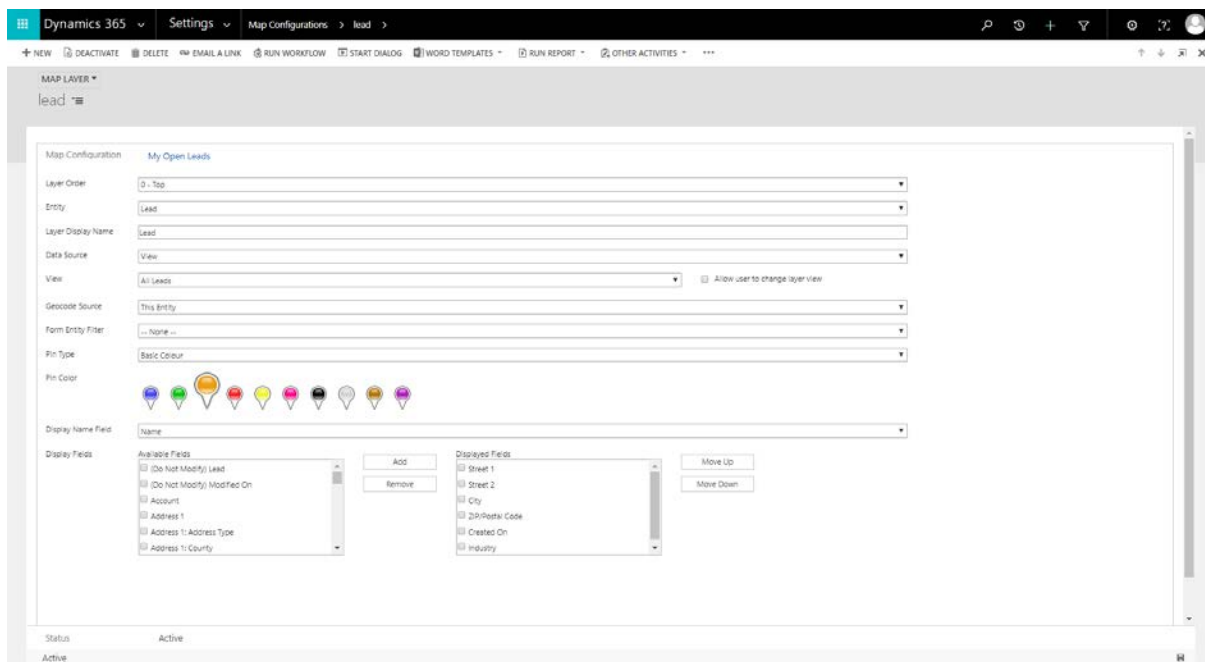 Dynamics 365 Settings Map Configurations > lead >
NEW DEACTIVATE DELETE EMAIL A LINK RUN WORKFLOW START DIALOG WORD TEMPLATES RUN REPORT OTHER ACTIVITIES ...
MAP LAYER
lead
Map Configuration My Open Leads
Layer Order 0 - Top
Entity Lead
Layer Display Name Lead
Data Source View
View All Leads Allow user to change layer view
Geocode Source This Entity
Form Entity Filter -- None --
Pin Type Basic Colour
Pin Color
Display Name Field Name
Display Fields Available Fields Displayed Fields
(Do Not Modify) Lead Add Street 1 Move Up
(Do Not Modify) Modified On Remove Street 2 Move Down
Account City
Address 1 ZIP/Postal Code
Address 1: Address Type Created On
Address 1: County Industry
Status Active
Active